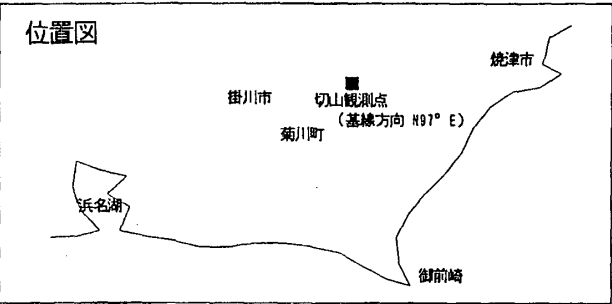 位置図
焼津市
掛川市
切山観測点
(基線方向 N97° E)
菊川町
浜名湖
御前崎